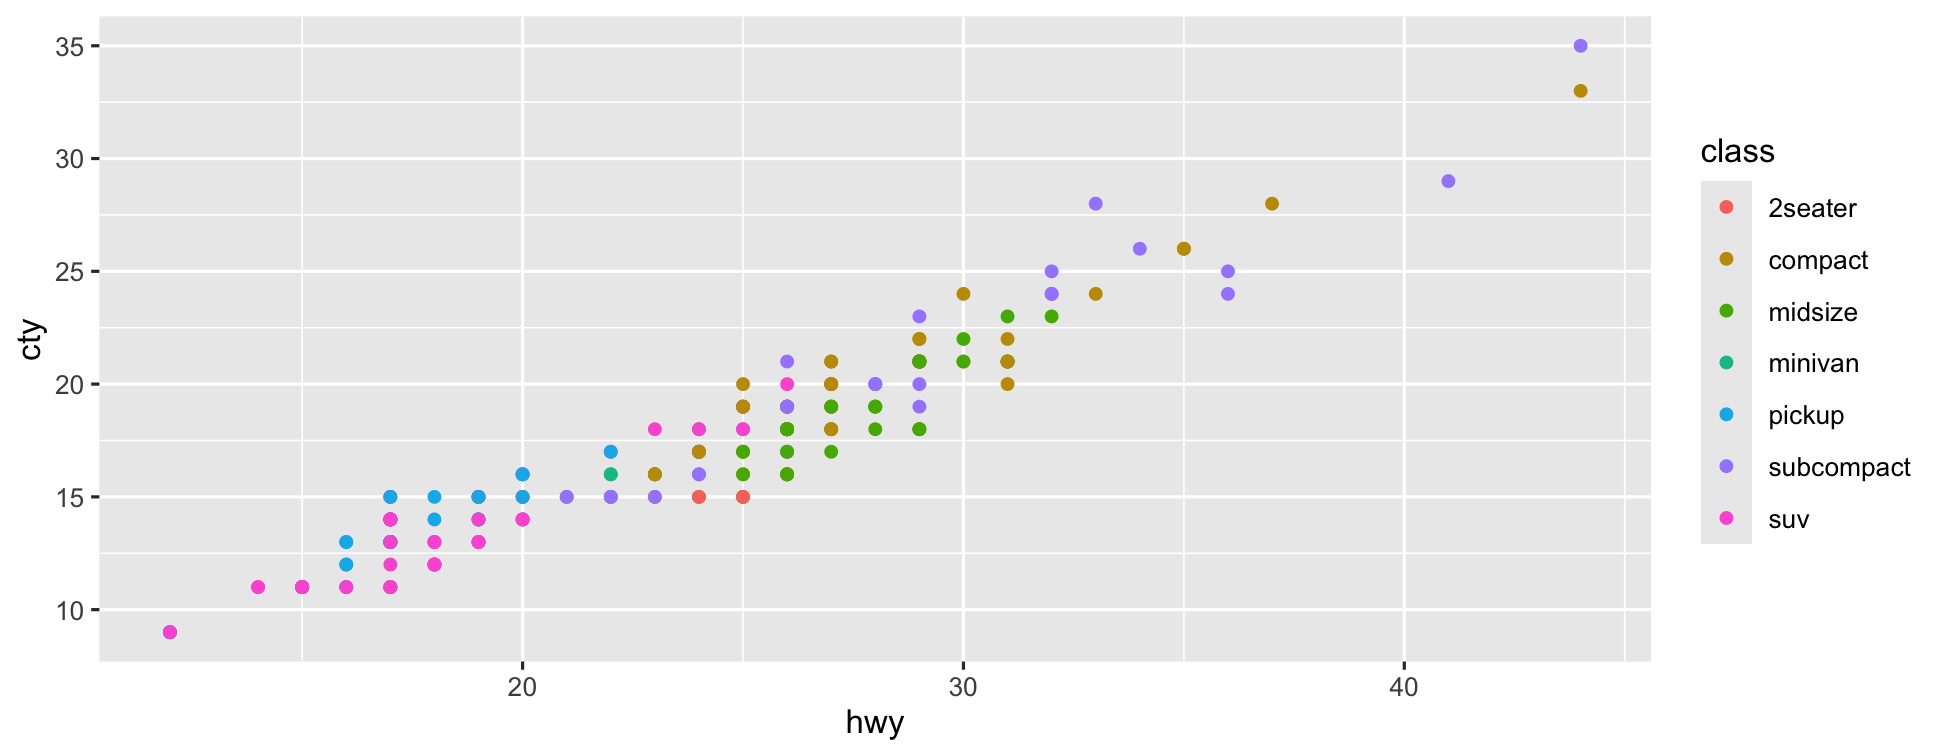 35
30
25
20
15
10
cty
20
30
40
hwy
class
2seater
compact
midsize
minivan
pickup
subcompact
suv